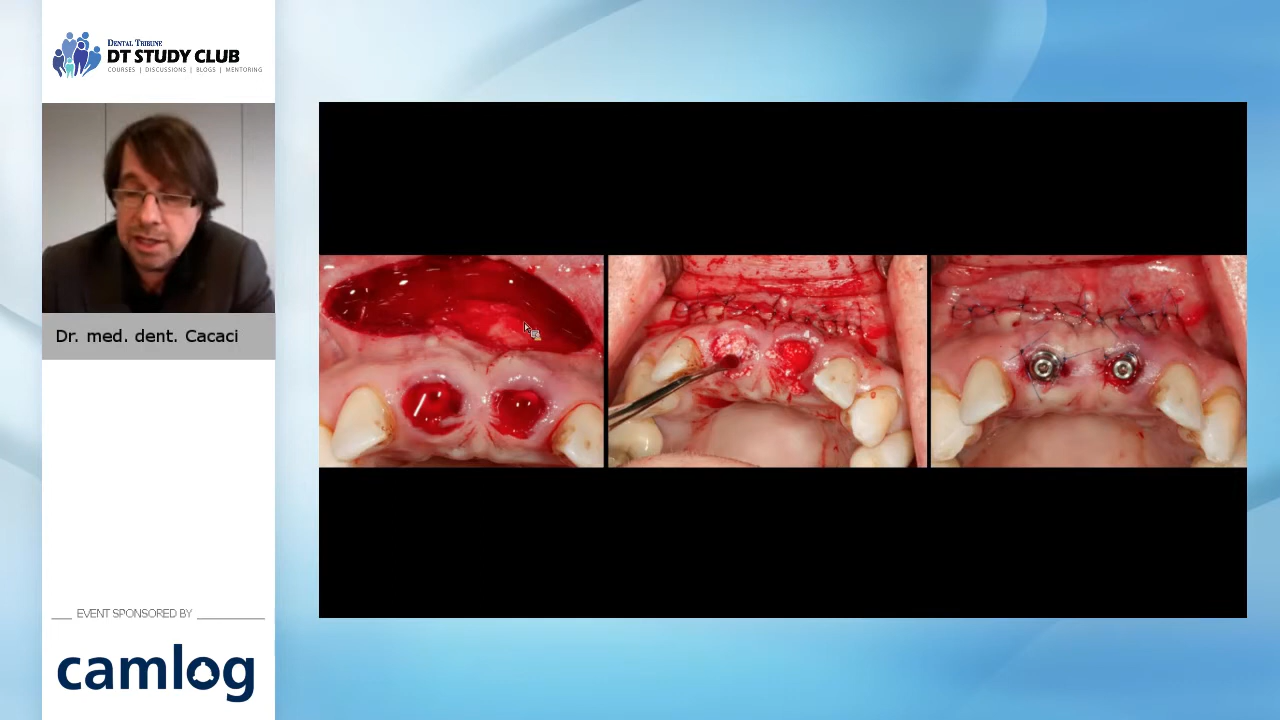 DENTAL TRIBUNE
DT STUDY CLUB
COURSES | DISCUSSIONS | BLOGS | MENTORING
Dr. med. dent. Cacaci
EVENT SPONSORED BY
camlog